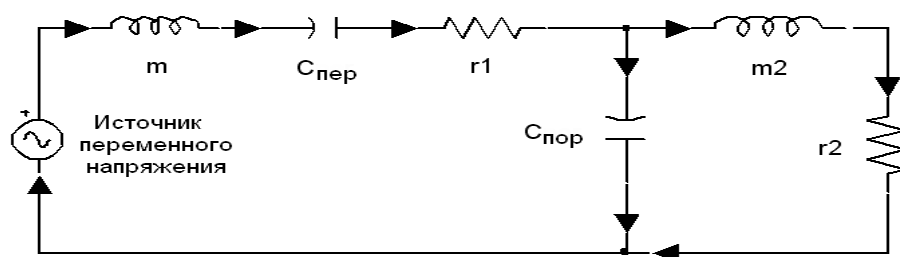 m
Cпер
r1
m2
+
Источник
переменного
напряжения
Cпор
r2